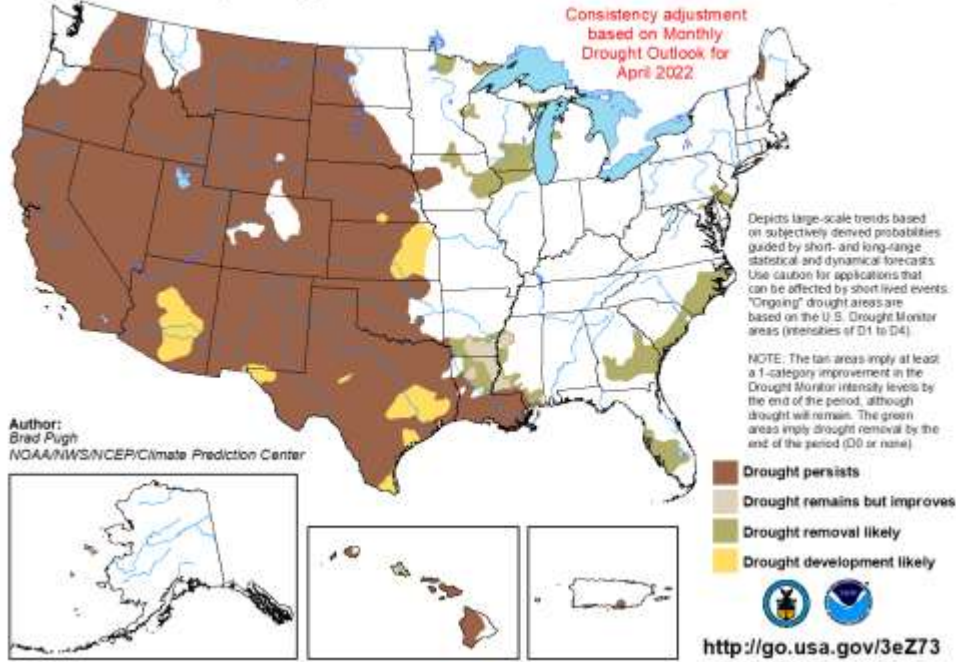 Consistency adjustment
based on Monthly
Drought Outlook for
April 2022
Depicts large-scale trends based
on subjectively derived probabilities
guided by short- and long-range
statistical and dynamical forecasts.
Use caution for applications that
can be affected by short lived events.
"Ongoing" drought areas are
based on the U.S. Drought Monitor
areas (intensities of D1 to D4).
NOTE: The tan areas imply at least
a 1-category improvement in the
Drought Monitor intensity levels by
the end of the period, although
drought will remain. The green
areas imply drought removal by the
end of the period (D0 or none).
Author:
Brad Pugh
NOAA/NWS/NCEP/Climate Prediction Center
Drought persists
Drought remains but improves
Drought removal likely
Drought development likely
http://go.usa.gov/3eZ73